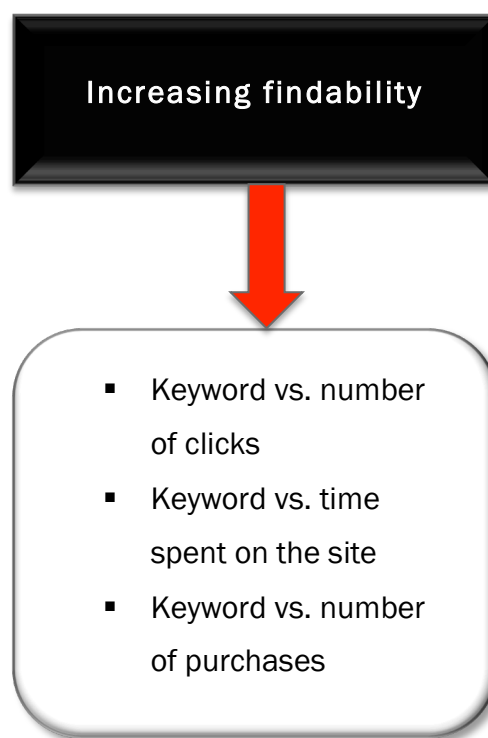 Increasing findability
▪ Keyword vs. number
of clicks
▪ Keyword vs. time
spent on the site
▪ Keyword vs. number
of purchases